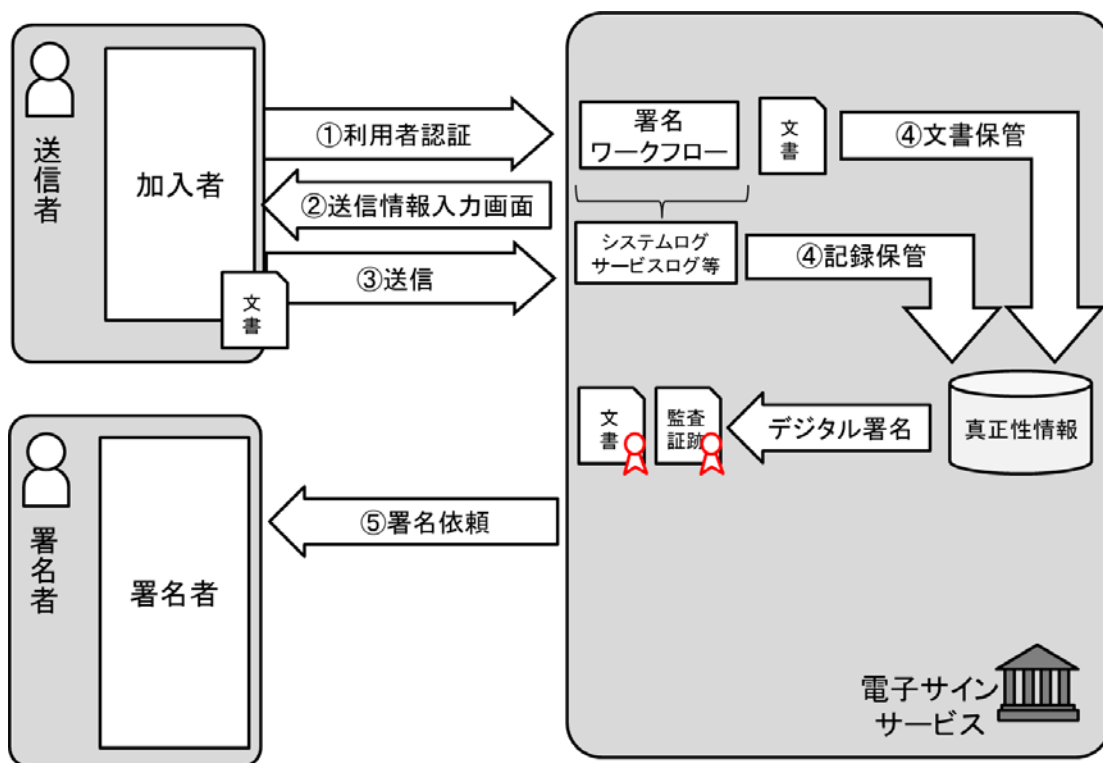 送信者
加入者
文
書
①利用者認証
②送信情報入力画面
③送信
署名
ワークフロー
文
書
④文書保管
システムログ
サービスログ等
④記録保管
真正性情報
デジタル署名
文
書
監査
証跡
⑤署名依頼
署名者
署名者
電子サイン
サービス